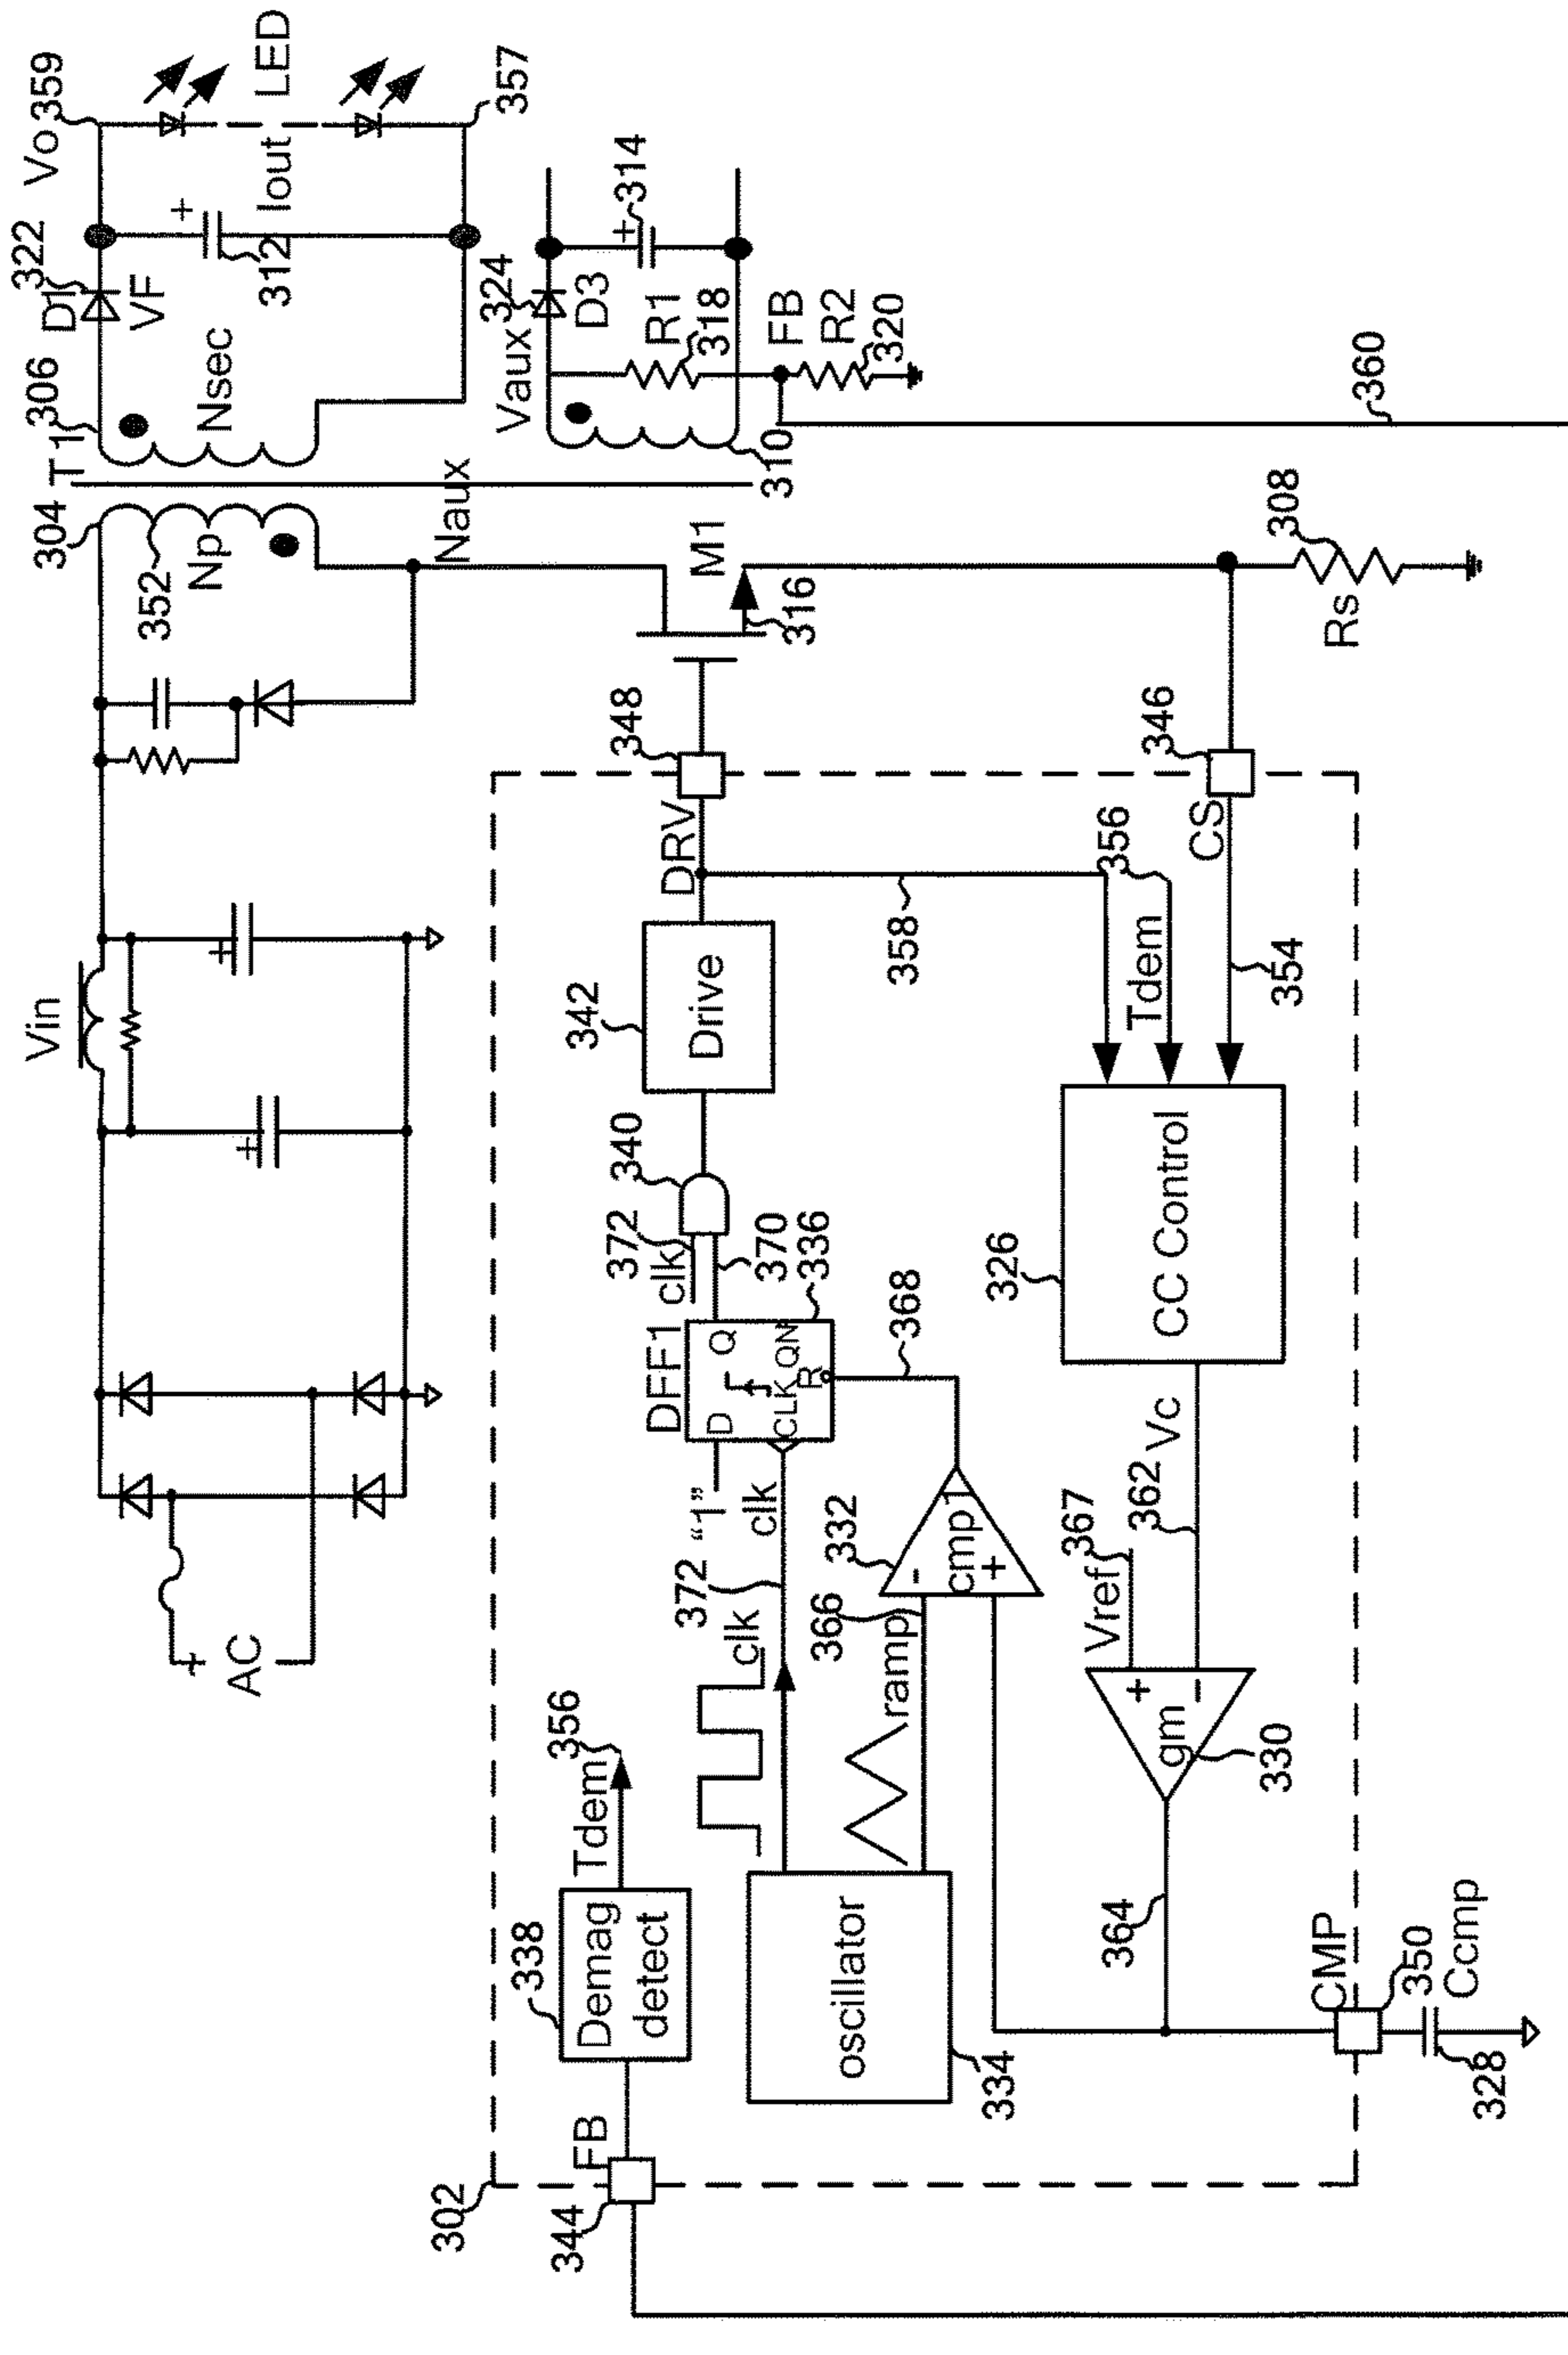 AC
+
Vin
+
+
304
352
Np
T1
306
Nsec
D1
322
VF
+
312
Vo
359
Iout
LED
357
Naux
Vaux
324
D3
+
314
R1
318
FB
R2
320
310
360
M1
316
308
Rs
302
FB
344
338
Demag
detect
Tdem
356
oscillator
334
clk
372
clk
ramp
366
"1"
DFF1
D
Q
CLK
QN
R
336
370
372
clk
340
342
Drive
DRV
348
358
332
-
cmp1
+
368
326
CC Control
Tdem
356
CS
346
354
Vc
362
Vref
367
+
gm
-
330
364
CMP
350
Ccmp
328